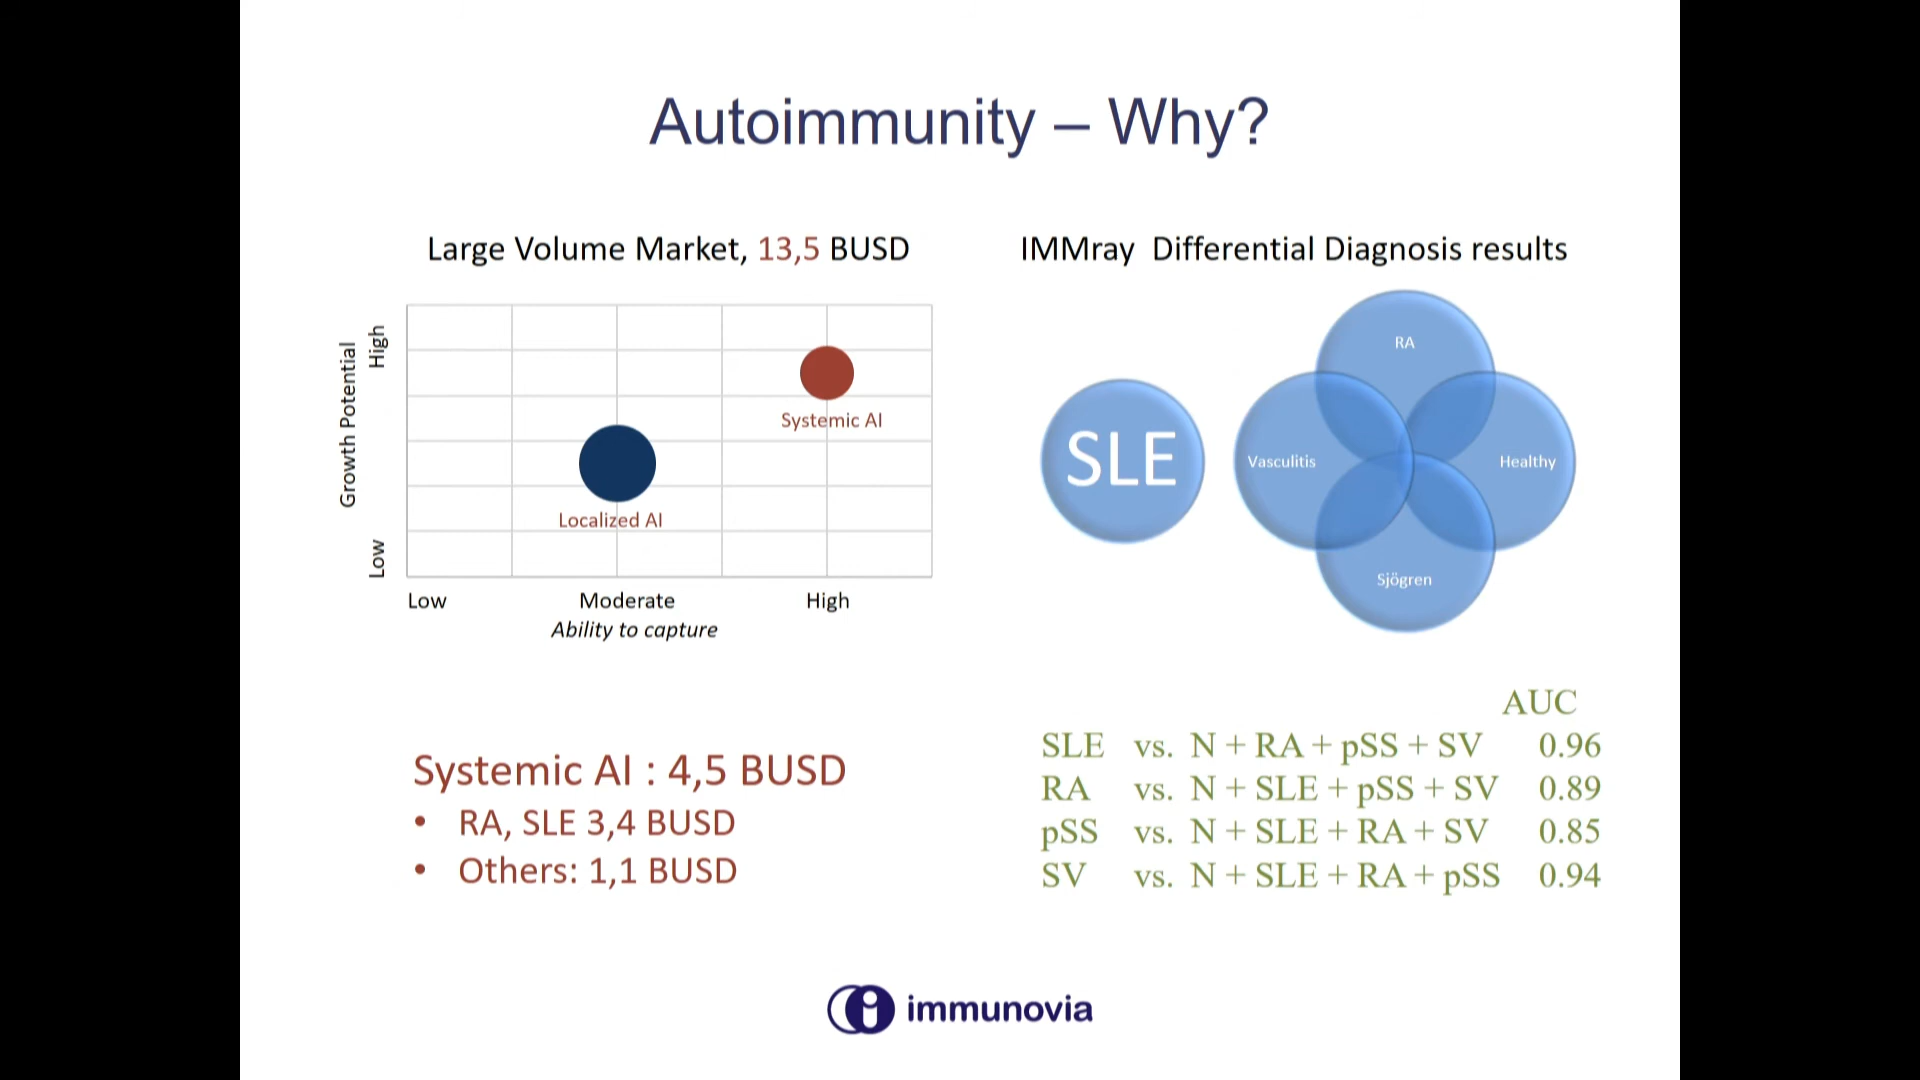 Autoimmunity – Why?
Large Volume Market, 13,5 BUSD
Growth Potential
High
Low
Systemic AI
Localized AI
Low
Moderate
High
Ability to capture
Systemic AI : 4,5 BUSD
• RA, SLE 3,4 BUSD
• Others: 1,1 BUSD
IMMray Differential Diagnosis results
SLE
RA
Vasculitis
Healthy
Sjögren
AUC
SLE vs. N + RA + pSS + SV 0.96
RA vs. N + SLE + pSS + SV 0.89
pSS vs. N + SLE + RA + SV 0.85
SV vs. N + SLE + RA + pSS 0.94
immunovia